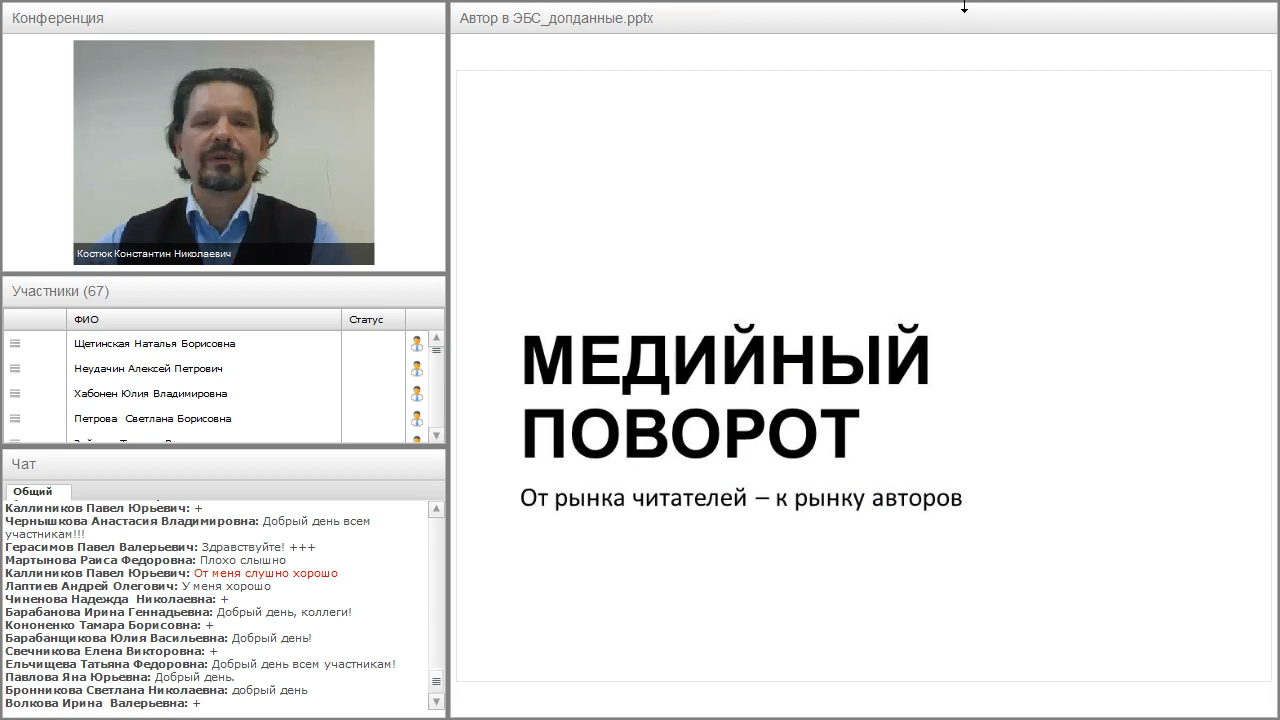 Конференция
Костюк Константин Николаевич
Участники (67)
ФИО Статус
Щетинская Наталья Борисовна
Неудачин Алексей Петрович
Хабонен Юлия Владимировна
Петрова Светлана Борисовна
Чат
Общий
Каллиников Павел Юрьевич: +
Чернышкова Анастасия Владимировна: Добрый день всем
участникам!!!
Герасимов Павел Валерьевич: Здравствуйте! +++
Мартынова Раиса Федоровна: Плохо слышно
Каллиников Павел Юрьевич: От меня слушно хорошо
Лаптиев Андрей Олегович: У меня хорошо
Чиненова Надежда Николаевна: +
Барабанова Ирина Геннадьевна: Добрый день, коллеги!
Кононенко Тамара Борисовна: +
Барабанщикова Юлия Васильевна: Добрый день!
Свечникова Елена Викторовна: +
Ельчищева Татьяна Федоровна: Добрый день всем участникам!
Павлова Яна Юрьевна: Добрый день.
Бронникова Светлана Николаевна: добрый день
Волкова Ирина Валерьевна: +
Автор в ЭБС_допданные.pptx
МЕДИЙНЫЙ
ПОВОРОТ
От рынка читателей – к рынку авторов